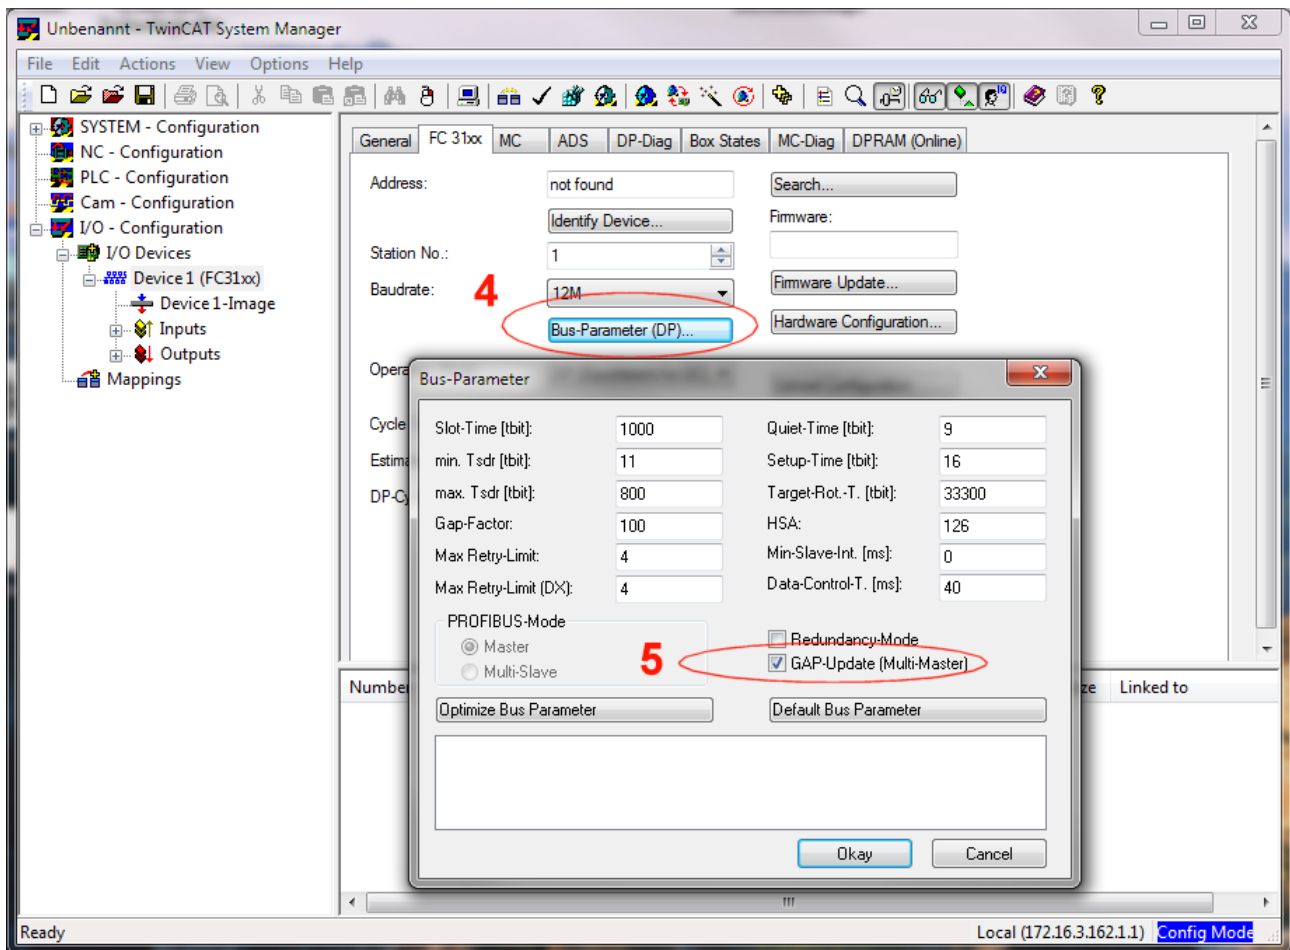 Unbenannt - TwinCAT System Manager
File Edit Actions View Options Help
SYSTEM - Configuration
NC - Configuration
PLC - Configuration
Cam - Configuration
I/O - Configuration
I/O Devices
Device 1 (FC31xx)
Device 1-Image
Inputs
Outputs
Mappings
General FC 31xx MC ADS DP-Diag Box States MC-Diag DPRAM (Online)
Address: not found Search...
Identify Device... Firmware:
Station No.: 1
Firmware Update...
Baudrate: 4 12M
Bus-Parameter (DP)... Hardware Configuration...
Opera
Cycle
Estima
DP-Cy
Bus-Parameter
Slot-Time [tbit]: 1000 Quiet-Time [tbit]: 9
min. Tsdr [tbit]: 11 Setup-Time [tbit]: 16
max. Tsdr [tbit]: 800 Target-Rot.-T. [tbit]: 33300
Gap-Factor: 100 HSA: 126
Max Retry-Limit: 4 Min-Slave-Int. [ms]: 0
Max Retry-Limit (DX): 4 Data-Control-T. [ms]: 40
PROFIBUS-Mode
Master
Multi-Slave
Redundancy-Mode
5 GAP-Update (Multi-Master)
Optimize Bus Parameter Default Bus Parameter
Okay Cancel
Number ze Linked to
Ready Local (172.16.3.162.1.1) Config Mode